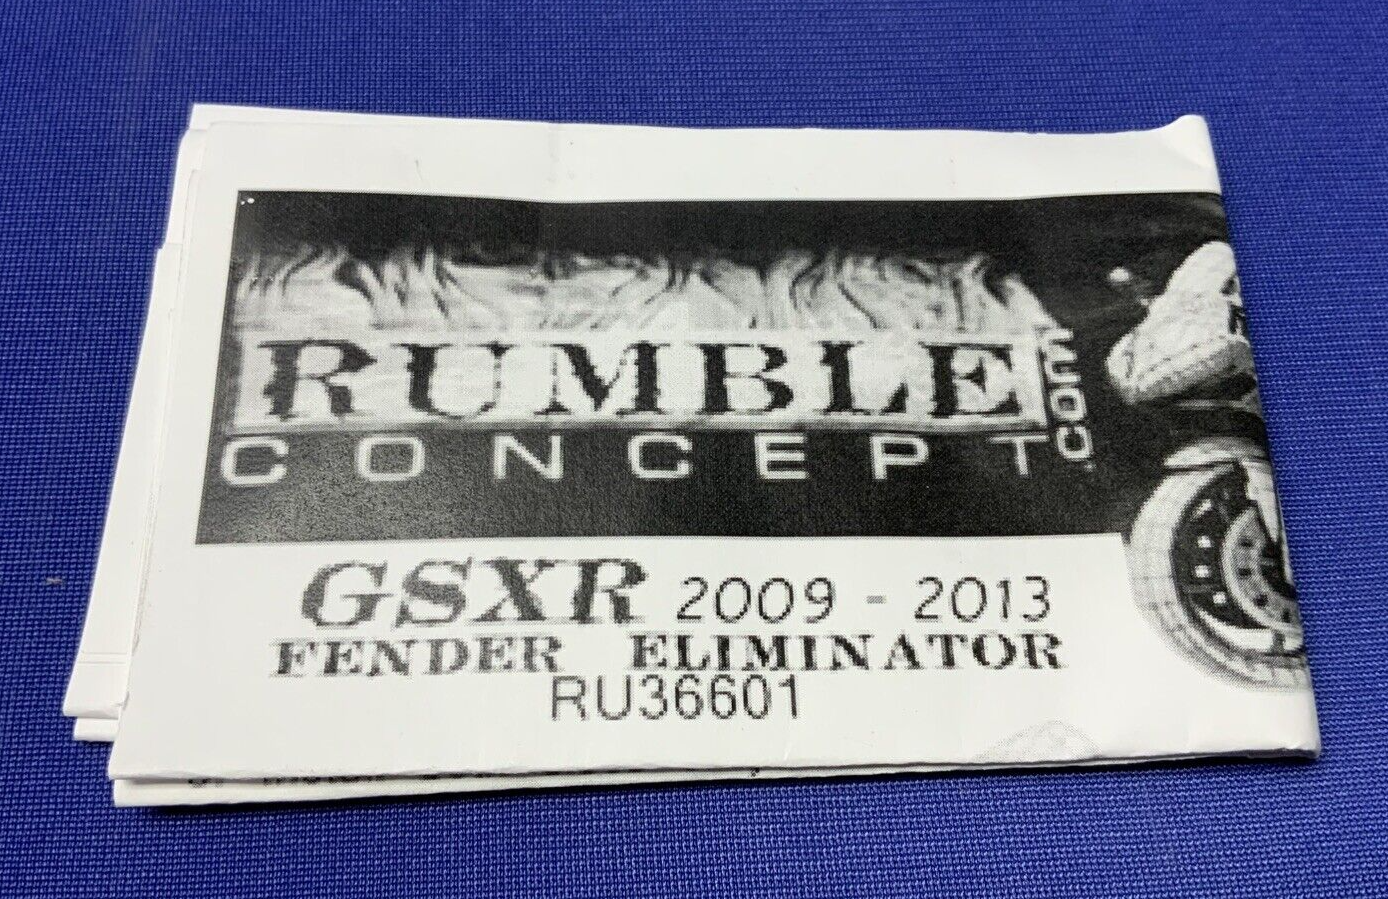 RUMBLE
CONCEPT
.COM
GSXR 2009 - 2013
FENDER ELIMINATOR
RU36601